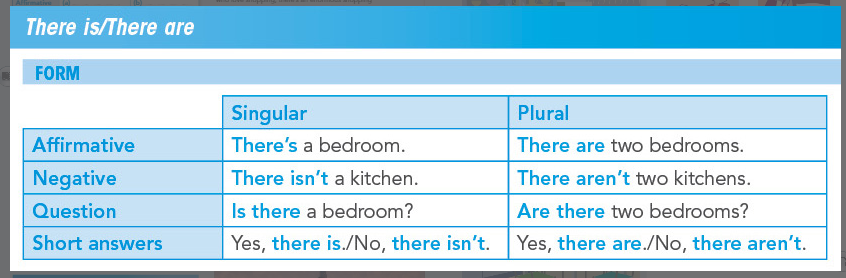 There is/There are
FORM
Singular Plural
Affirmative There's a bedroom. There are two bedrooms.
Negative There isn't a kitchen. There aren't two kitchens.
Question Is there a bedroom? Are there two bedrooms?
Short answers Yes, there is./No, there isn't. Yes, there are./No, there aren't.